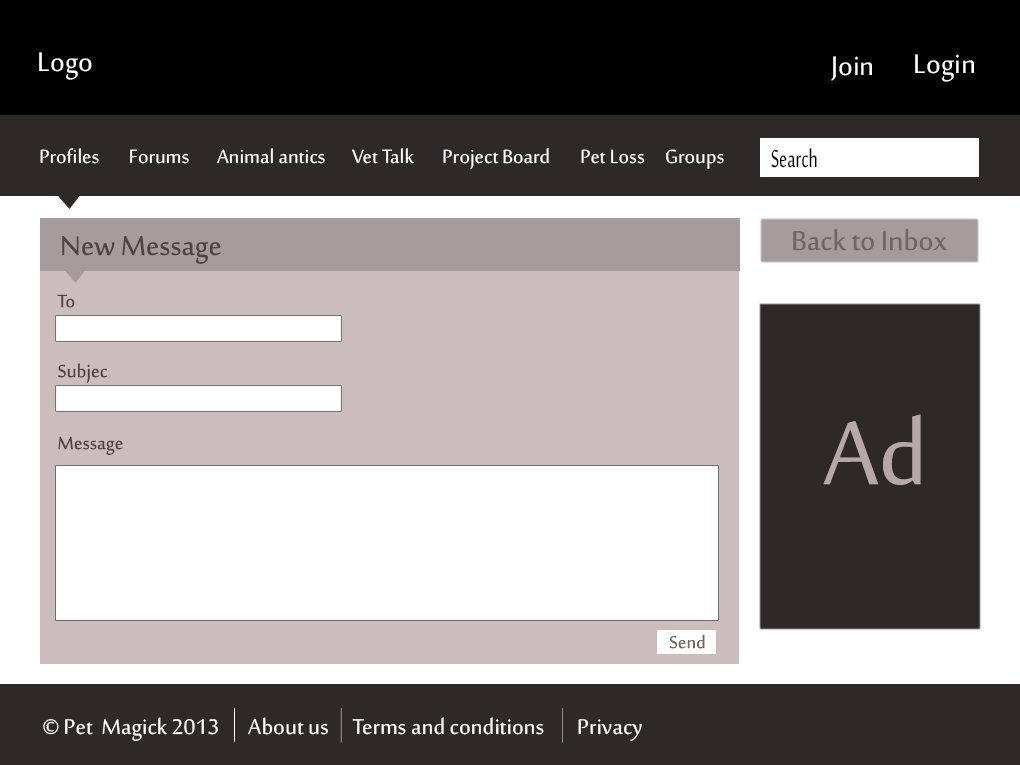 Logo
Join Login
Profiles Forums Animal antics Vet Talk Project Board Pet Loss Groups Search
New Message
Back to Inbox
To
Subjec
Message
Ad
Send
© Pet Magick 2013 About us Terms and conditions Privacy